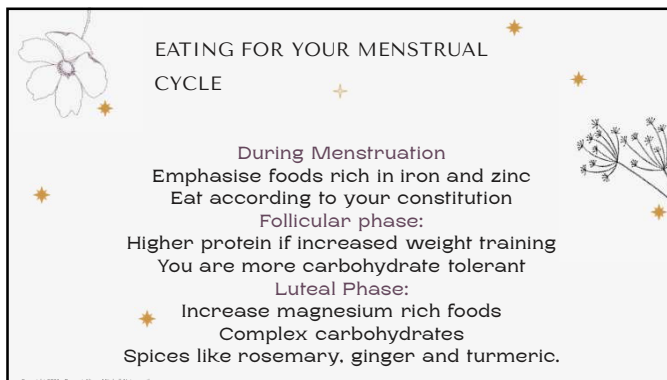 EATING FOR YOUR MENSTRUAL
CYCLE
During Menstruation
Emphasise foods rich in iron and zinc
Eat according to your constitution
Follicular phase:
Higher protein if increased weight training
You are more carbohydrate tolerant
Luteal Phase:
Increase magnesium rich foods
Complex carbohydrates
Spices like rosemary, ginger and turmeric.